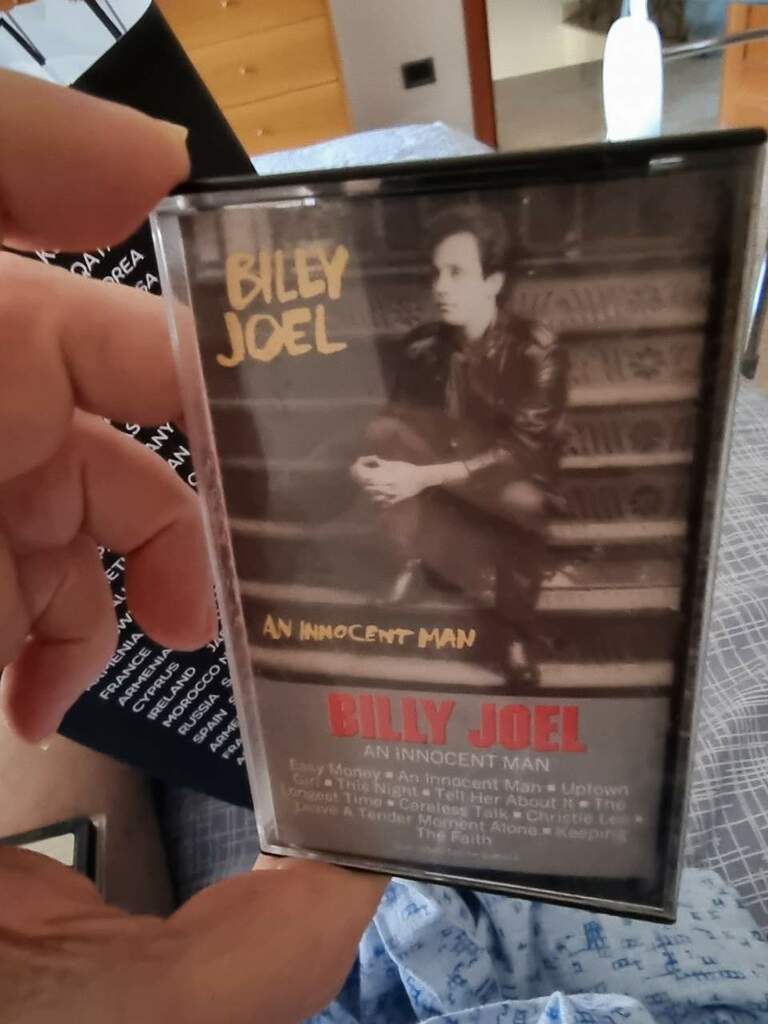 BILLY
JOEL
AN INNOCENT MAN
BILLY JOEL
AN INNOCENT MAN
Easy Money ▪ An Innocent Man ▪ Uptown
Girl ▪ This Night ▪ Tell Her About It ▪ The
Longest Time ▪ Careless Talk ▪ Christie Lee ▪
Leave A Tender Moment Alone ▪ Keeping
The Faith
ARMENIA
FRANCE
ARMENIA
CYPRUS
IRELAND
MOROCCO
RUSSIA
SPAIN